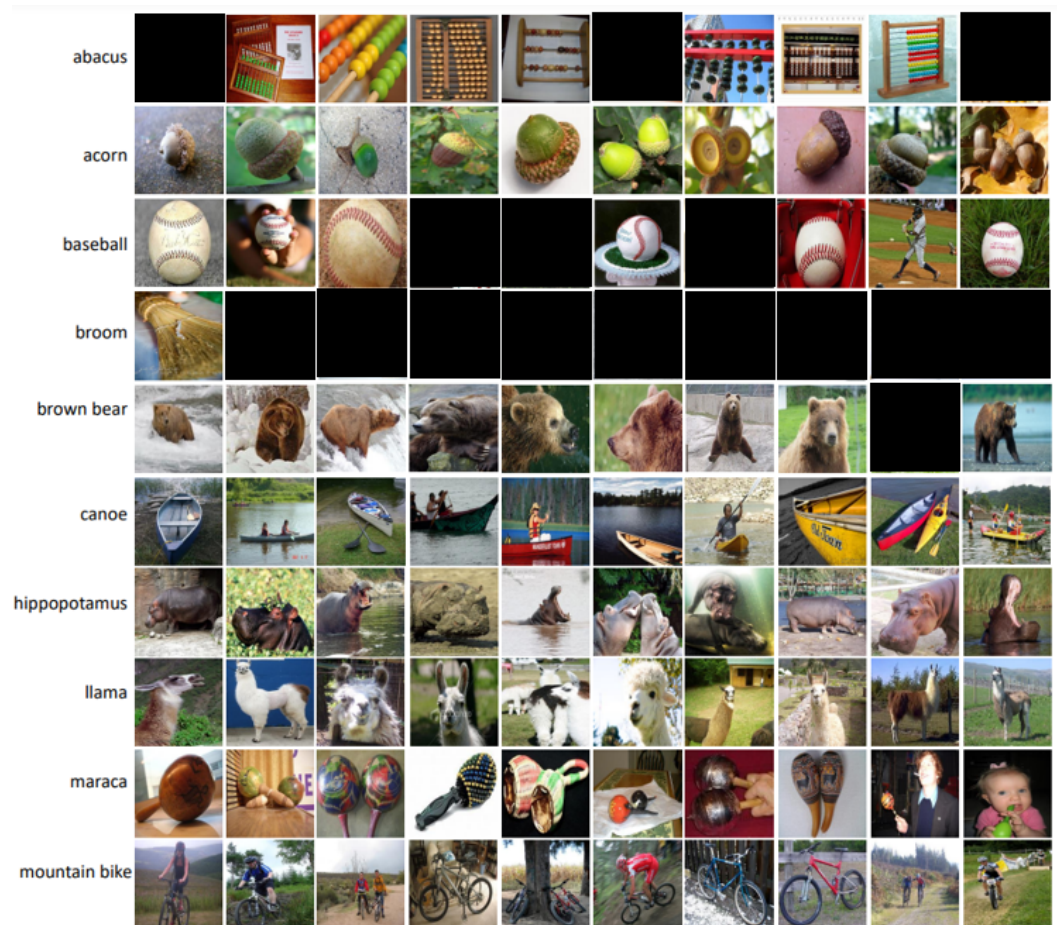 abacus
acorn
baseball
broom
brown bear
canoe
hippopotamus
llama
maraca
mountain bike